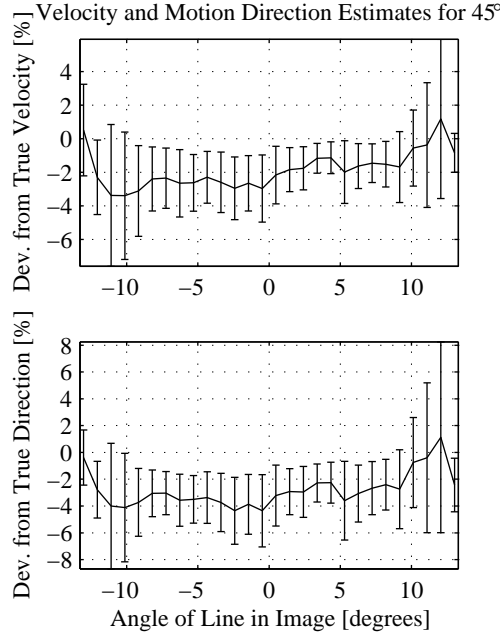 Velocity and Motion Direction Estimates for 45°
Dev. from True Velocity [%]
4
2
0
−2
−4
−6
−10 −5 0 5 10
Dev. from True Direction [%]
8
6
4
2
0
−2
−4
−6
−8
−10 −5 0 5 10
Angle of Line in Image [degrees]